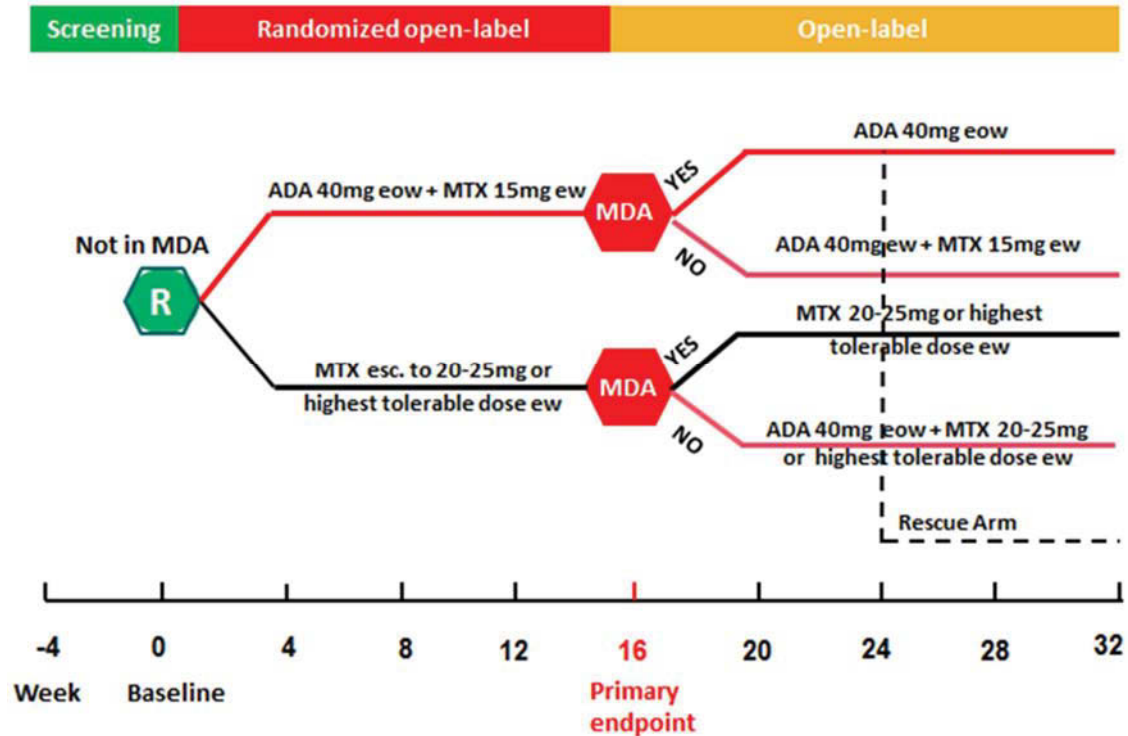 Screening
Randomized open-label
Open-label
ADA 40mg eow
ADA 40mg eow + MTX 15mg ew
MDA
YES
NO
ADA 40mg ew + MTX 15mg ew
Not in MDA
R
MTX 20-25mg or highest
tolerable dose ew
MTX esc. to 20-25mg or
highest tolerable dose ew
MDA
YES
NO
ADA 40mg eow + MTX 20-25mg
or highest tolerable dose ew
Rescue Arm
-4 0 4 8 12 16 20 24 28 32
Week Baseline Primary
endpoint